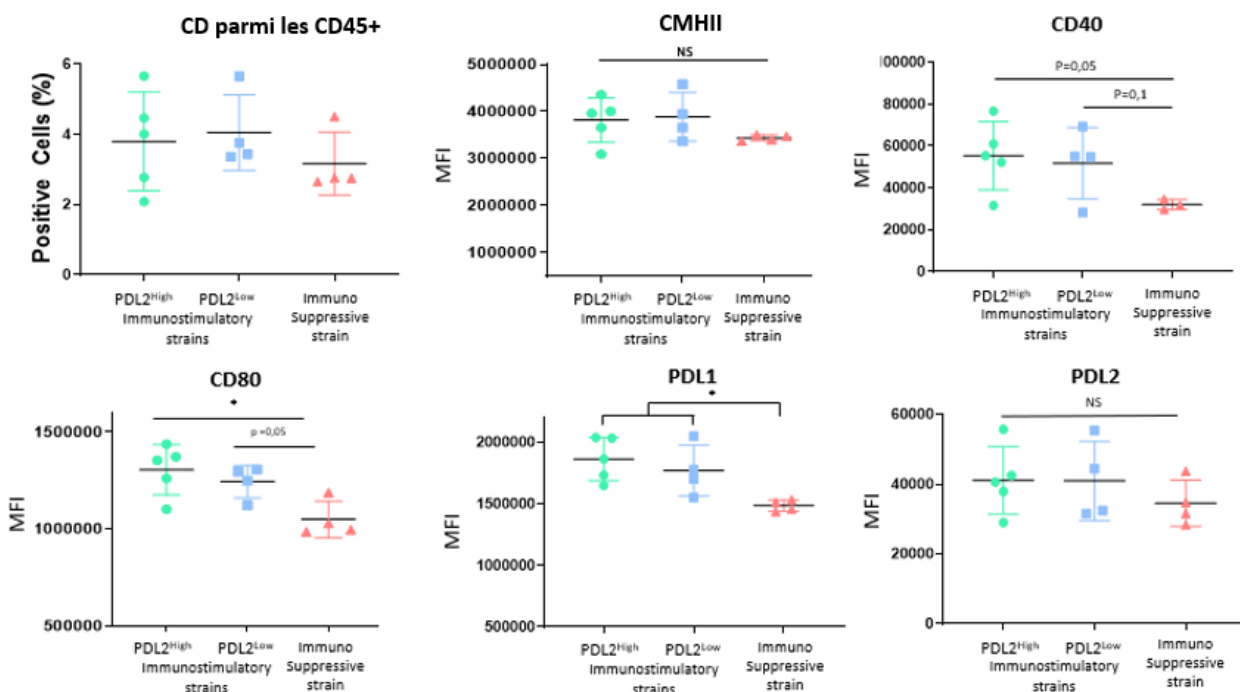 CD parmi les CD45+
Positive Cells (%)
6
4
2
0
PDL2High
PDL2Low
Immuno
Immunostimulatory
Suppressive
strains
strain
CMHII
NS
MFI
5000000
4000000
3000000
2000000
1000000
PDL2High
PDL2Low
Immuno
Immunostimulatory
Suppressive
strains
strain
CD40
P=0,05
P=0,1
MFI
00000
80000
60000
40000
20000
0
PDL2High
PDL2Low
Immuno
Immunostimulatory
Suppressive
strains
strain
CD80
*
p =0,05
MFI
1500000
1000000
500000
PDL2High
PDL2Low
Immuno
Immunostimulatory
Suppressive
strains
strain
PDL1
*
MFI
2000000
1500000
1000000
500000
PDL2High
PDL2Low
Immuno
Immunostimulatory
Suppressive
strains
strain
PDL2
NS
MFI
60000
40000
20000
0
PDL2High
PDL2Low
Immuno
Immunostimulatory
Suppressive
strains
strain